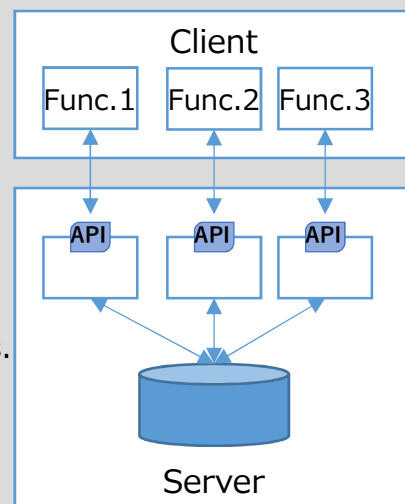 Client
Func.1 Func.2 Func.3
API API API
.
Server